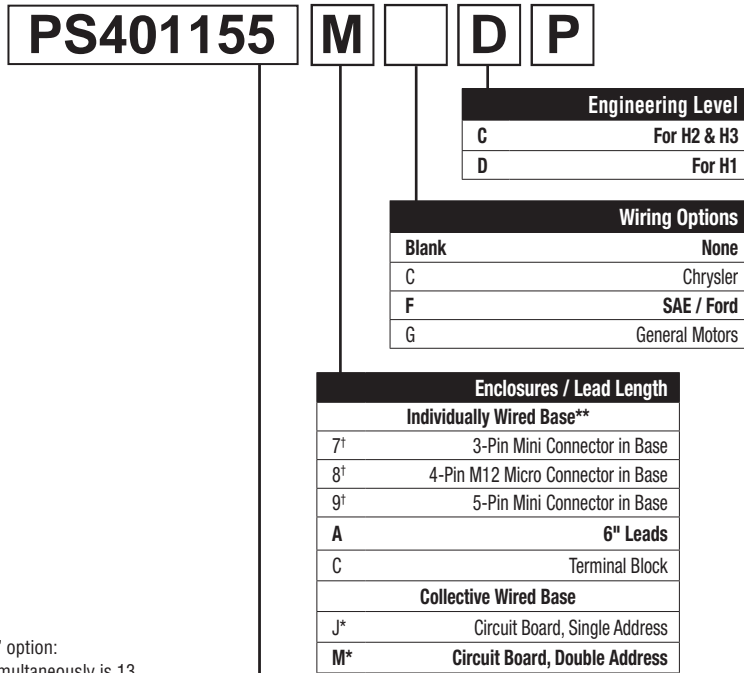 PS401155 M D P
Engineering Level
C For H2 & H3
D For H1
Wiring Options
Blank None
C Chrysler
F SAE / Ford
G General Motors
Enclosures / Lead Length
Individually Wired Base**
7† 3-Pin Mini Connector in Base
8† 4-Pin M12 Micro Connector in Base
9† 5-Pin Mini Connector in Base
A 6" Leads
C Terminal Block
Collective Wired Base
J* Circuit Board, Single Address
M* Circuit Board, Double Address
' option:
multaneously is 13